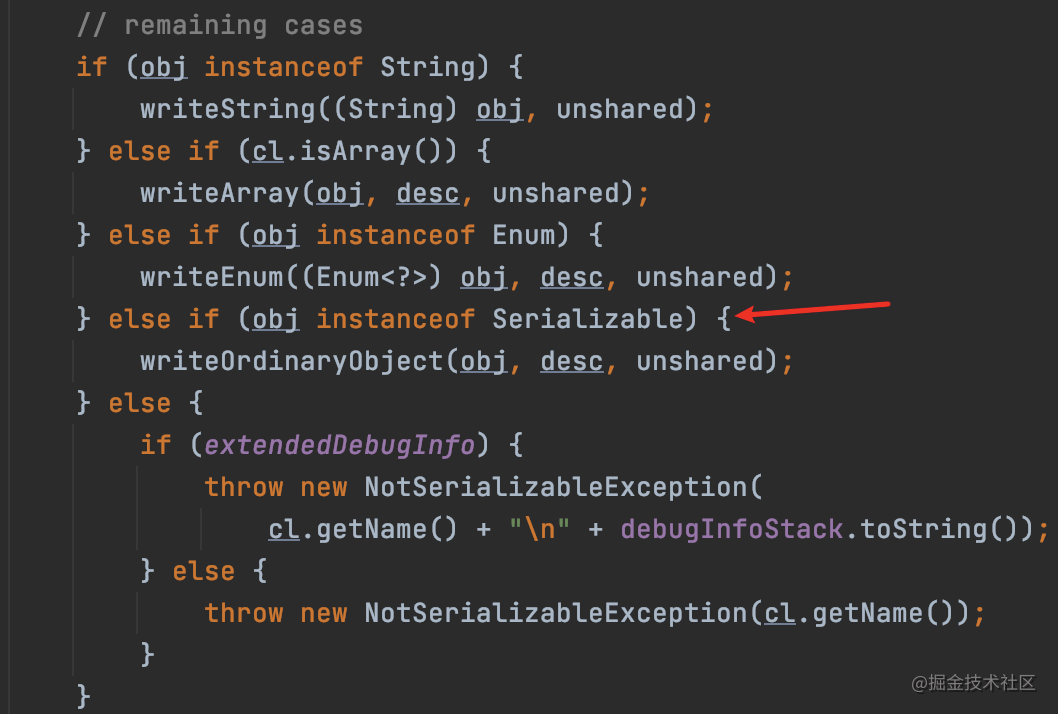 // remaining cases
if (obj instanceof String) {
    writeString((String) obj, unshared);
} else if (cl.isArray()) {
    writeArray(obj, desc, unshared);
} else if (obj instanceof Enum) {
    writeEnum((Enum<?>) obj, desc, unshared);
} else if (obj instanceof Serializable) {
    writeOrdinaryObject(obj, desc, unshared);
} else {
    if (extendedDebugInfo) {
        throw new NotSerializableException(
            cl.getName() + "\n" + debugInfoStack.toString());
    } else {
        throw new NotSerializableException(cl.getName());
    }
}
@掘金技术社区